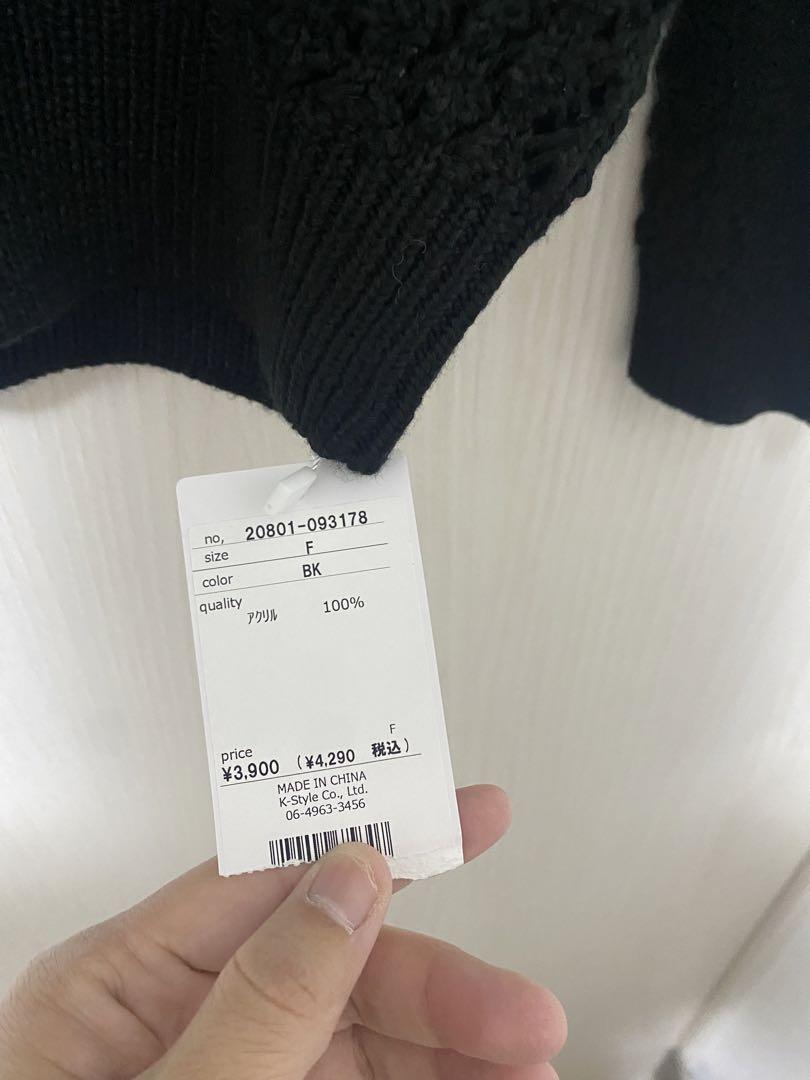 no, 20801-093178
size F
color BK
quality
ｱｸﾘﾙ 100%
F
price
¥3,900 (¥4,290 税込)
MADE IN CHINA
K-Style Co., Ltd.
06-4963-3456